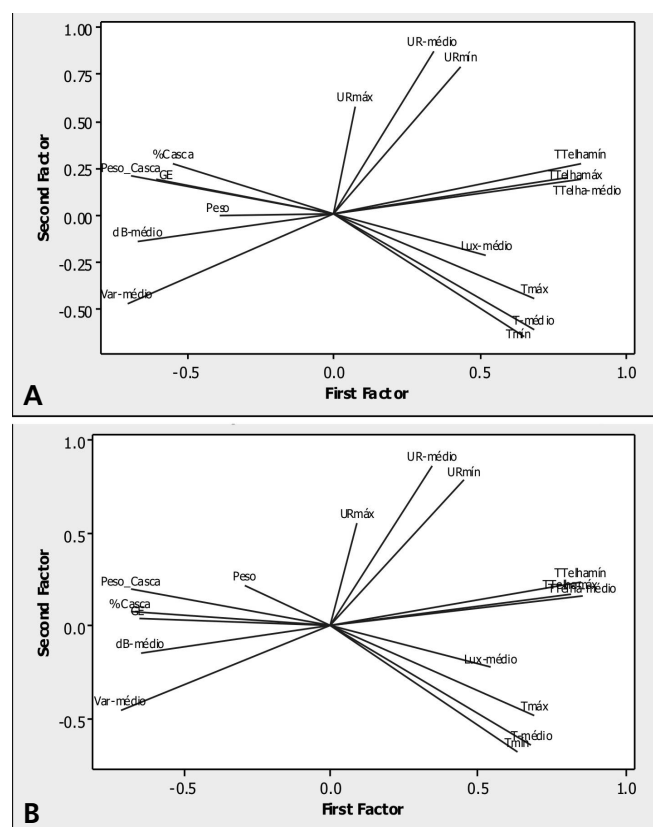 1.00
UR-médio
URmín
0.75
URmáx
0.50
%Casca
TTelhamín
0.25
Peso_Casca
GE
TTelhamáx
TTelha-médio
Peso
0.00
dB-médio
Lux-médio
-0.25
Var-médio
Tmáx
-0.50
T-médio
Tmín
Second Factor
-0.5
0.0
0.5
1.0
First Factor
A
1.0
UR-médio
URmín
0.5
URmáx
Peso_Casca
Peso
TTelhamín
TTelhamáx
TTelha-médio
%Casca
GE
0.0
dB-médio
Lux-médio
Var-médio
Tmáx
-0.5
T-médio
Tmín
Second Factor
-0.5
0.0
0.5
1.0
First Factor
B